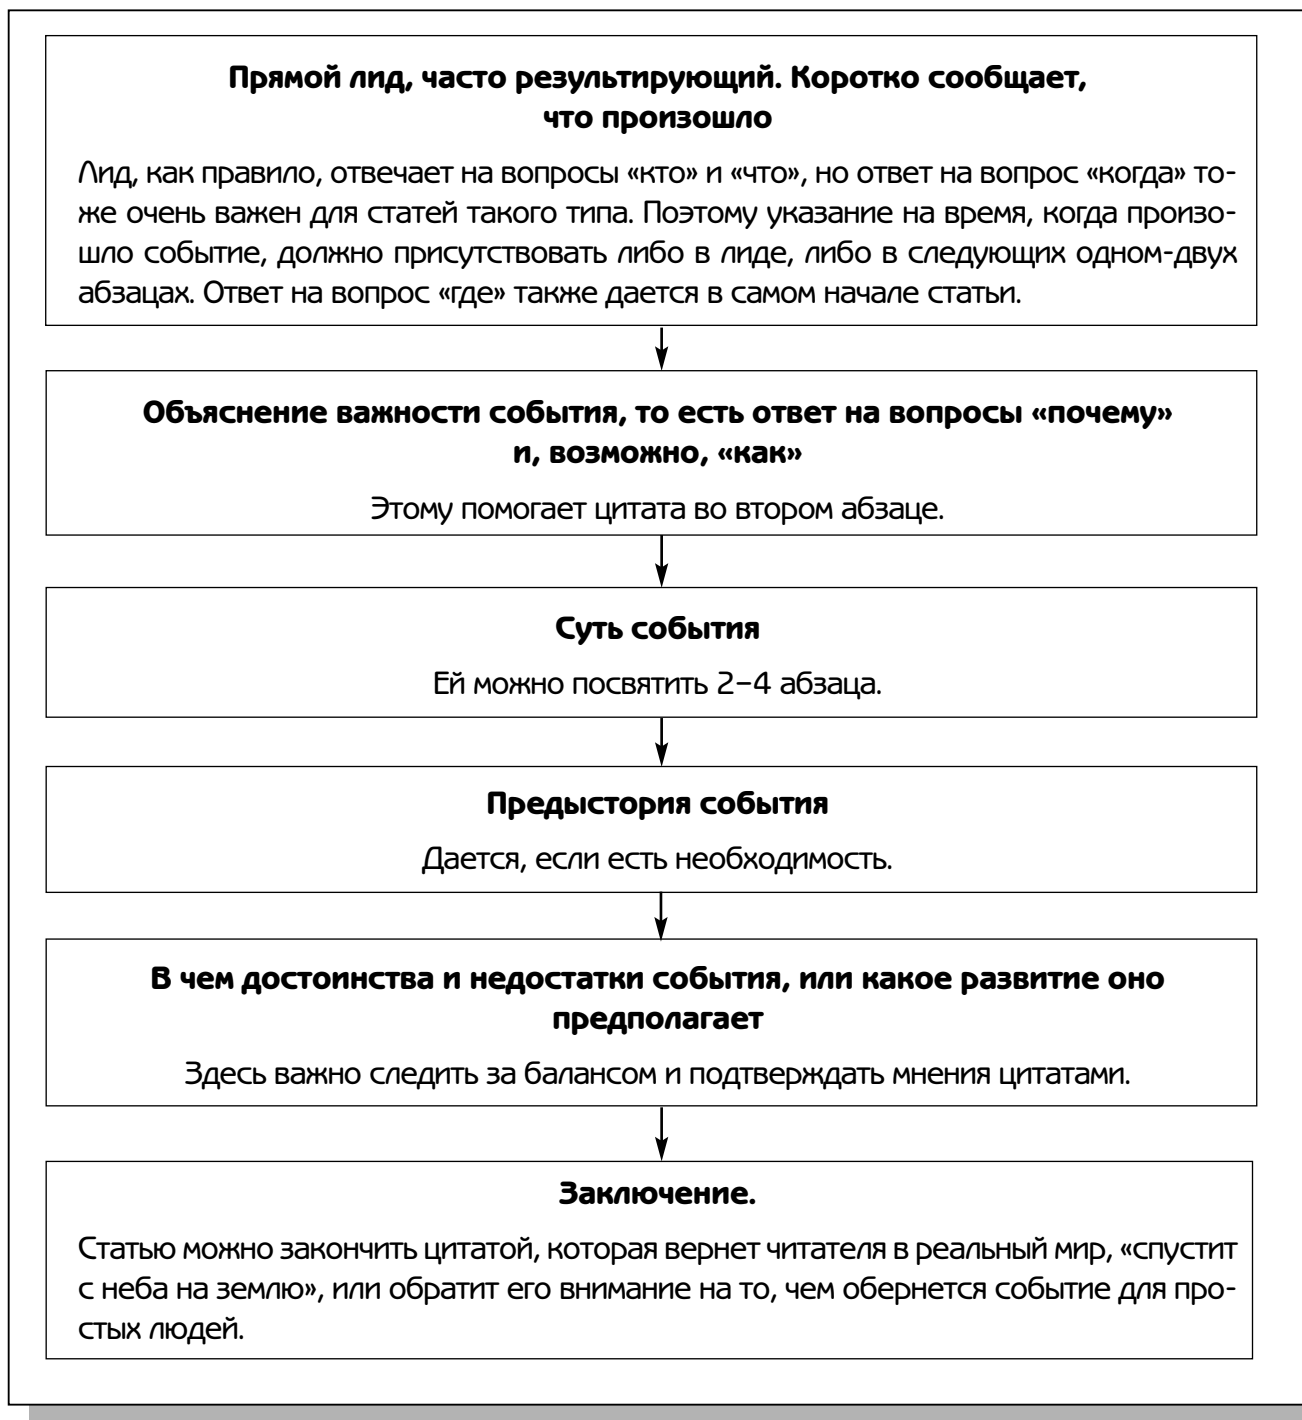 Прямой лид, часто результирующий. Коротко сообщает,
что произошло
Лид, как правило, отвечает на вопросы «кто» и «что», но ответ на вопрос «когда» то-
же очень важен для статей такого типа. Поэтому указание на время, когда произо-
шло событие, должно присутствовать либо в лиде, либо в следующих одном-двух
абзацах. Ответ на вопрос «где» также дается в самом начале статьи.
Объяснение важности события, то есть ответ на вопросы «почему»
и, возможно, «как»
Этому помогает цитата во втором абзаце.
Суть события
Ей можно посвятить 2–4 абзаца.
Предыстория события
Дается, если есть необходимость.
В чем достоинства и недостатки события, или какое развитие оно
предполагает
Здесь важно следить за балансом и подтверждать мнения цитатами.
Заключение.
Статью можно закончить цитатой, которая вернет читателя в реальный мир, «спустит
с неба на землю», или обратит его внимание на то, чем обернется событие для про-
стых людей.